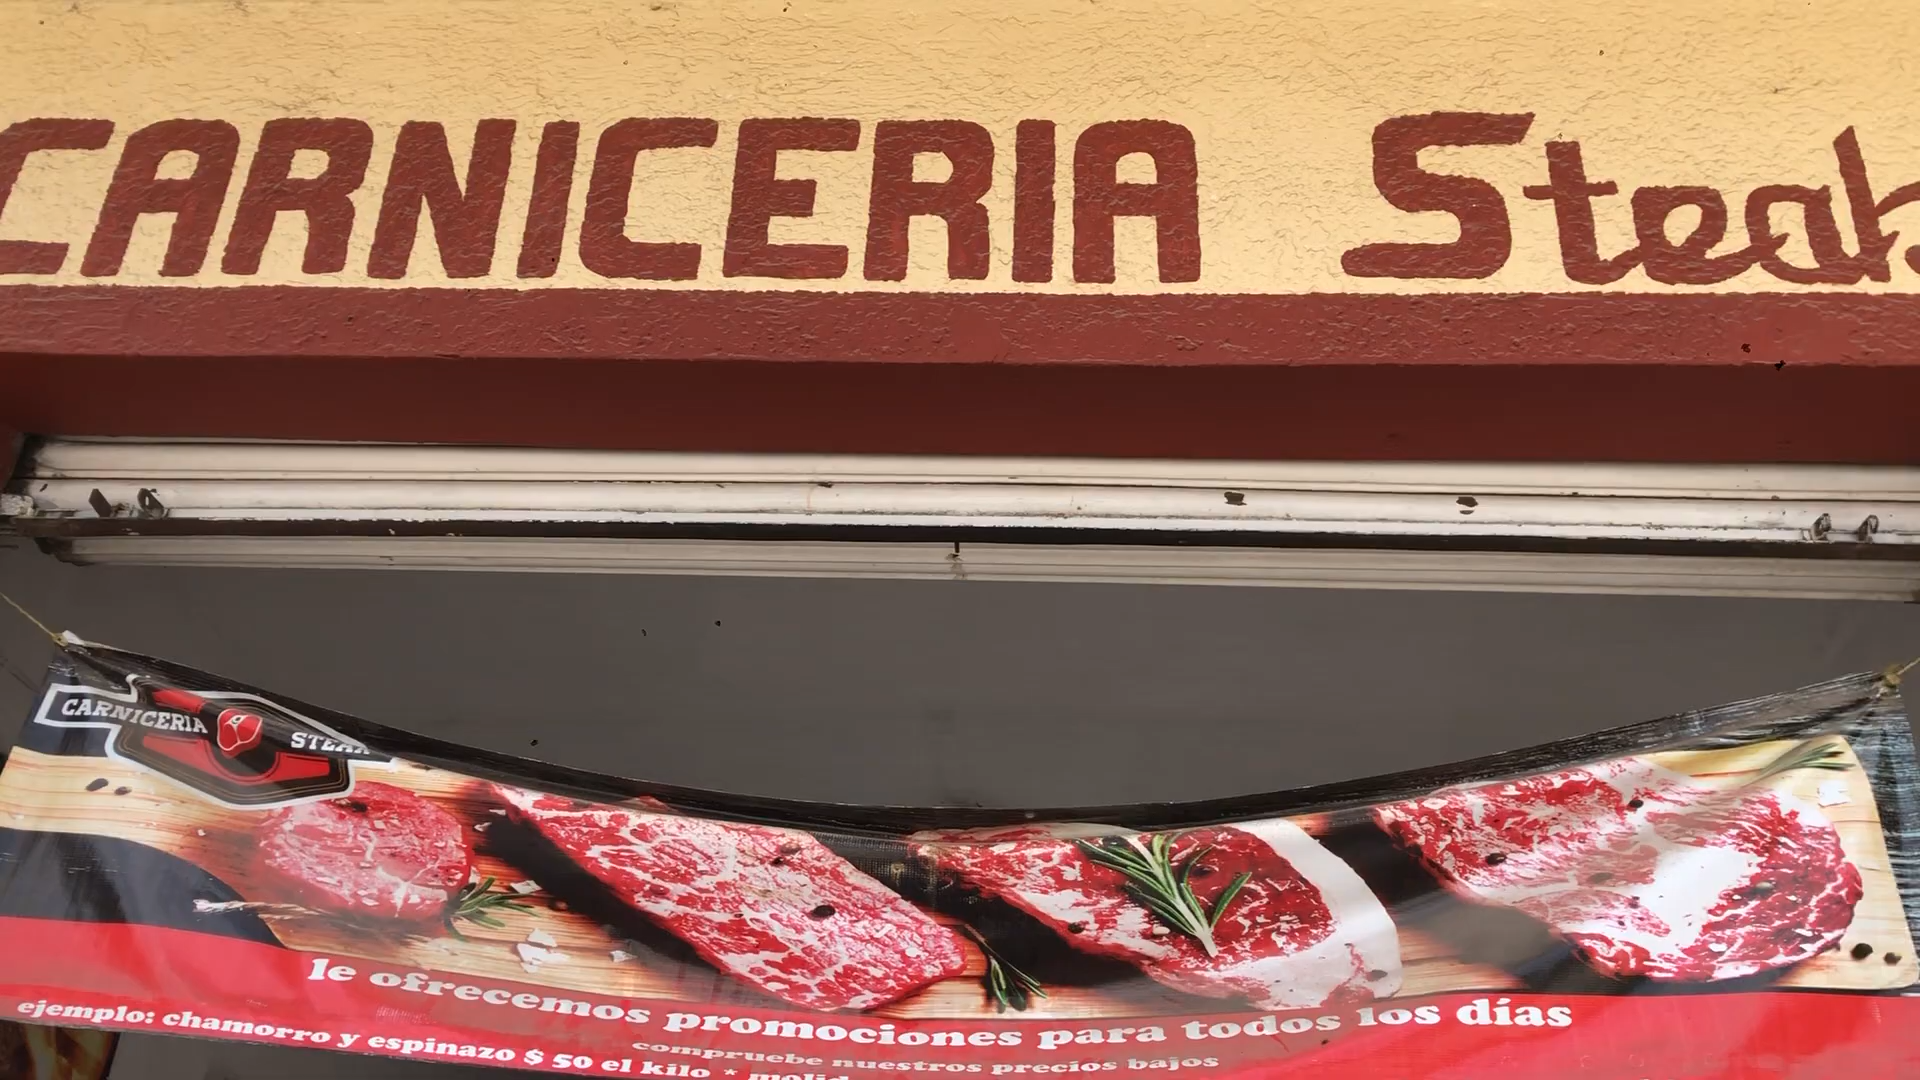 CARNICERIA Steak
CARNICERIA STEAK
le ofrecemos promociones para todos los días
compruebe nuestros precios bajos
ejemplo: chamorro y espinazo $ 50 el kilo *